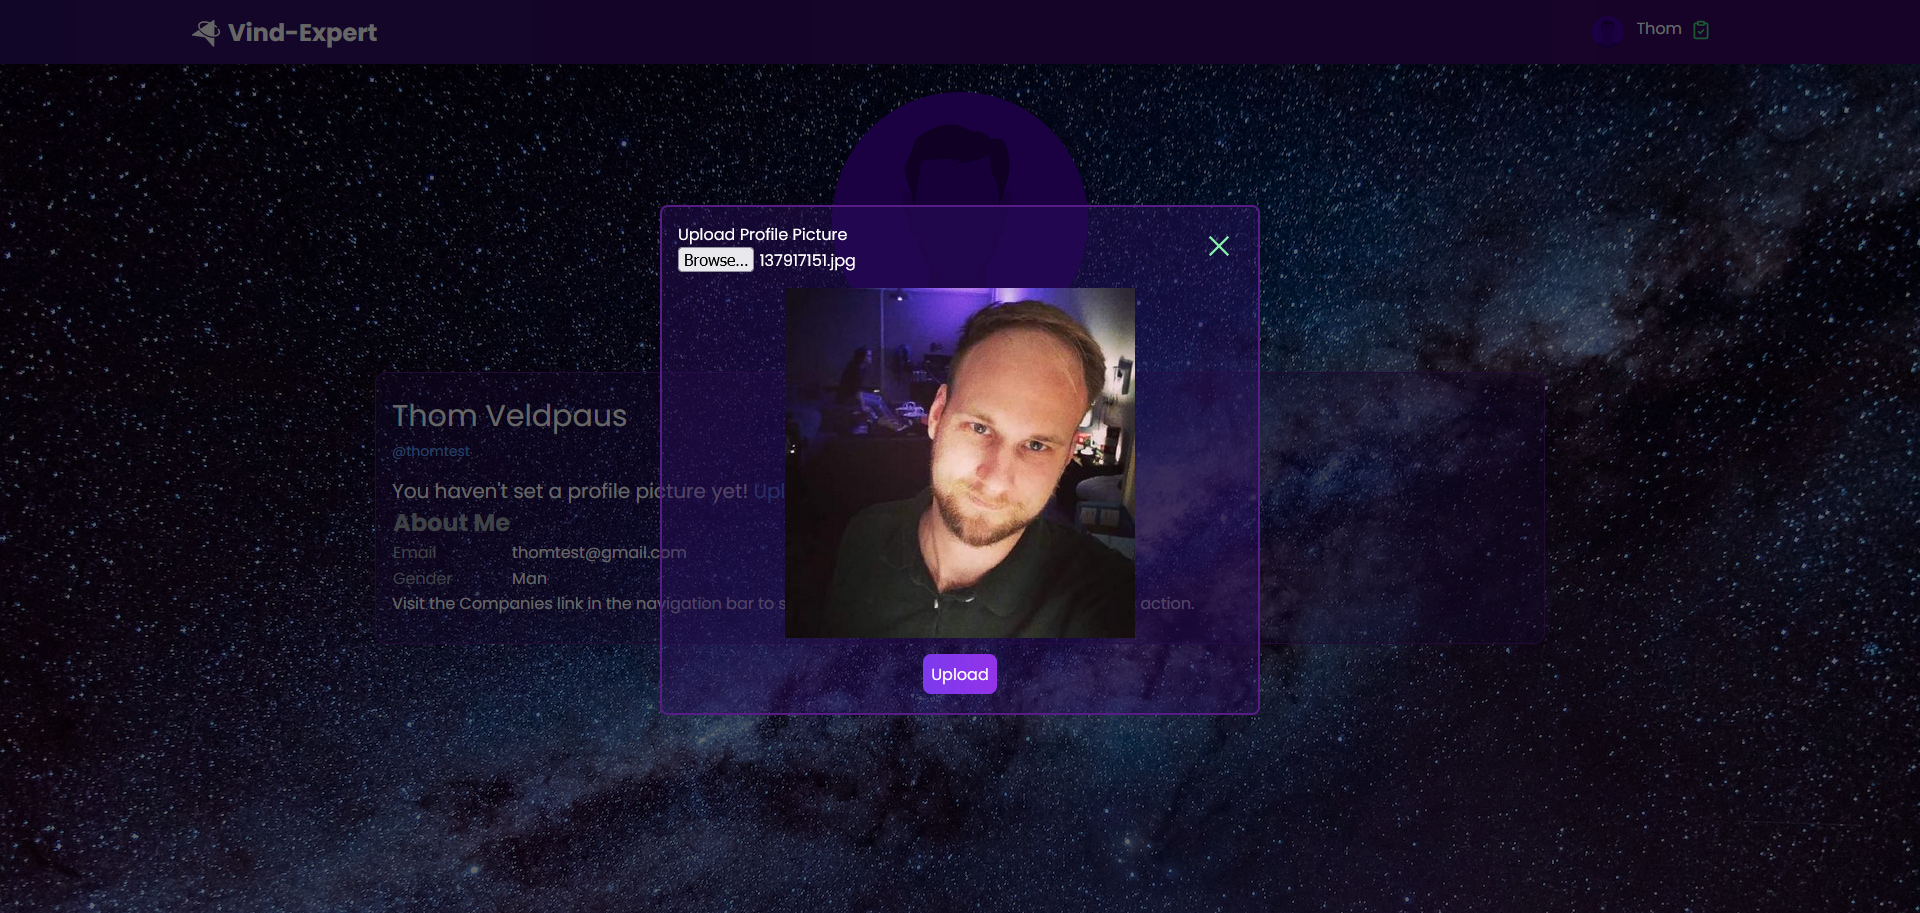 Vind-Expert
Thom
Upload Profile Picture
Browse... 137917151.jpg
Thom Veldpaus
@thomtest
You haven't set a profile picture yet! Upl
About Me
Email thomtest@gmail.com
Gender Man
Visit the Companies link in the navigation bar to s action.
Upload